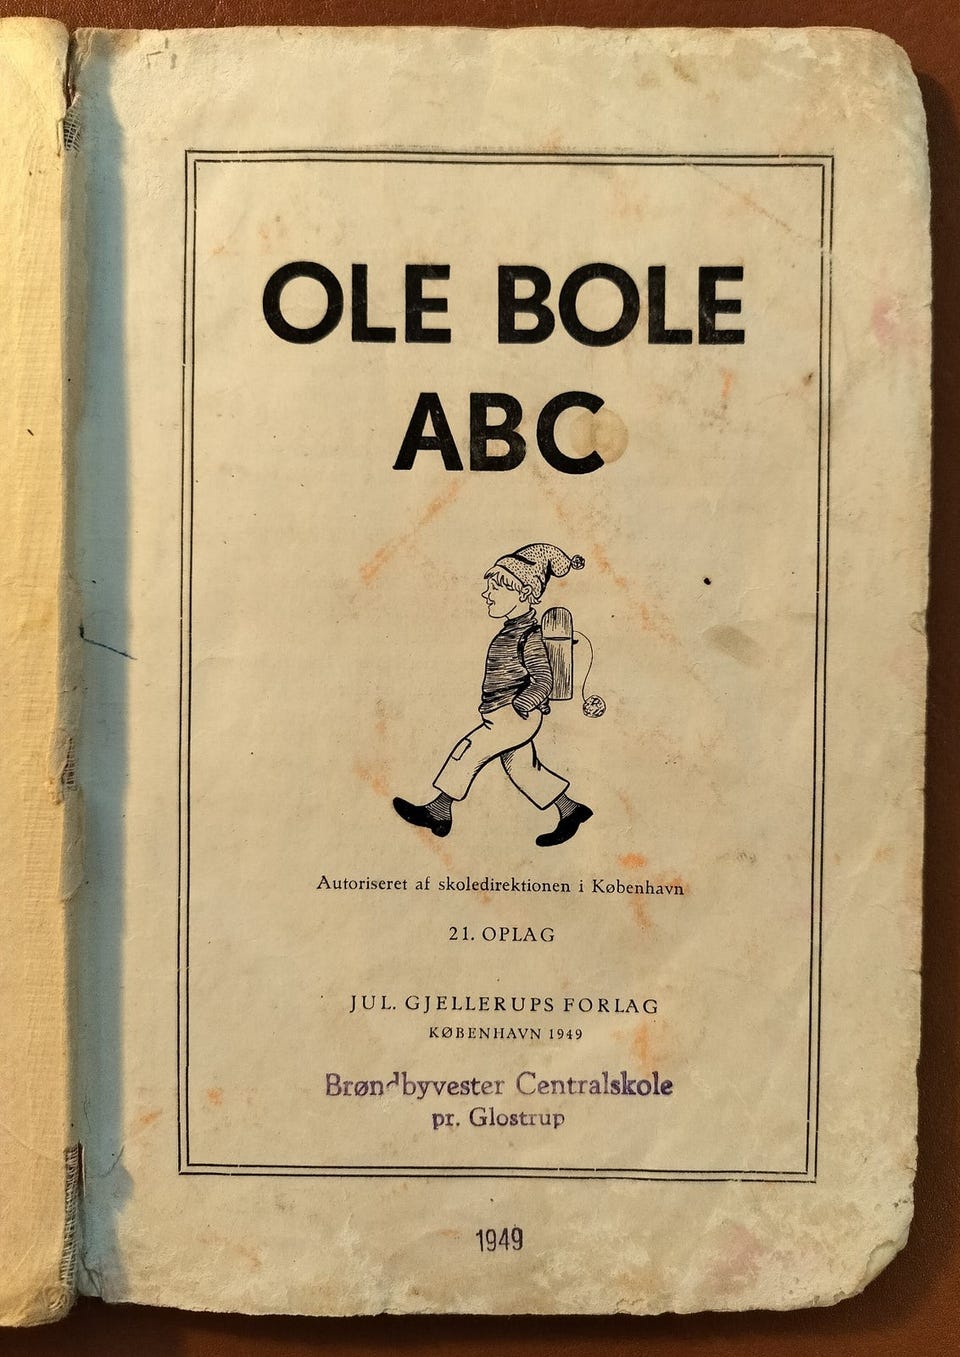 OLE BOLE
ABC
Autoriseret af skoledirektionen i København
21. OPLAG
JUL. GJELLERUPS FORLAG
KØBENHAVN 1949
Brøndbyvester Centralskole
pr. Glostrup
1949